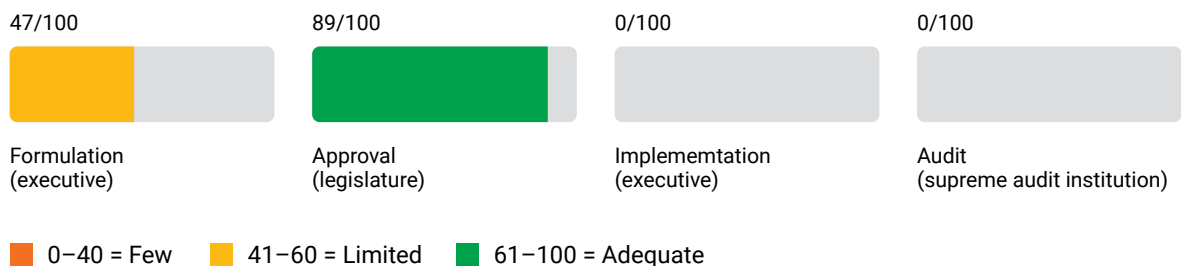 47/100
89/100
0/100
0/100
Formulation
(executive)
Approval
(legislature)
Implememtation
(executive)
Audit
(supreme audit institution)
0–40 = Few
41–60 = Limited
61–100 = Adequate